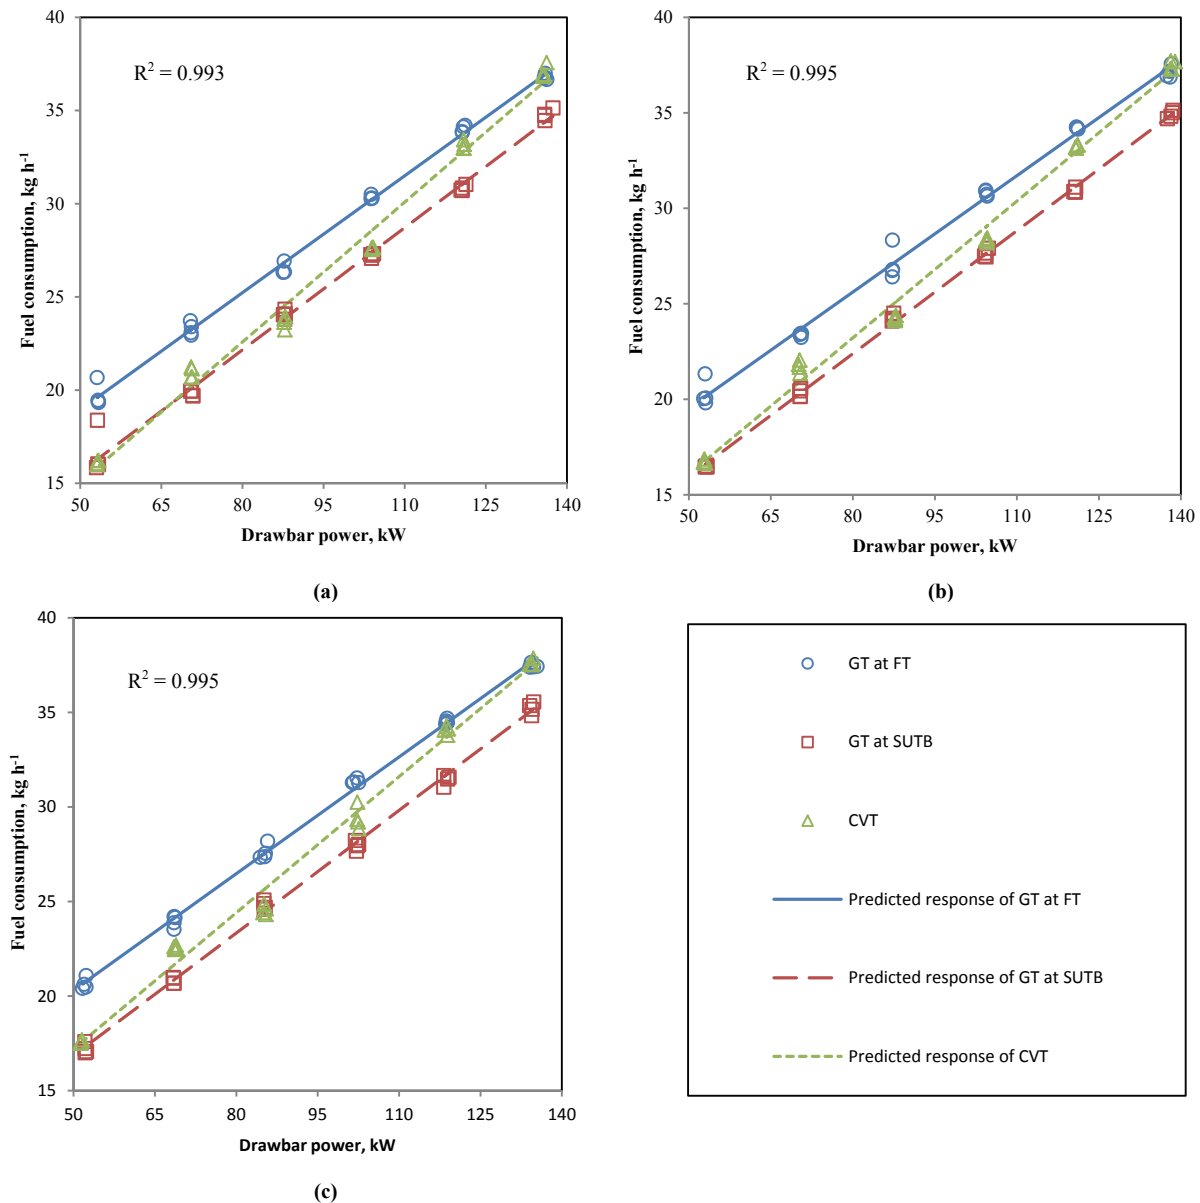 40
35
30
25
20
15
Fuel consumption, kg h⁻¹
R² = 0.993
50 65 80 95 110 125 140
Drawbar power, kW
(a)
40
35
30
25
20
15
Fuel consumption, kg h⁻¹
R² = 0.995
50 65 80 95 110 125 140
Drawbar power, kW
(b)
40
35
30
25
20
15
Fuel consumption, kg h⁻¹
R² = 0.995
50 65 80 95 110 125 140
Drawbar power, kW
(c)
GT at FT
GT at SUTB
CVT
Predicted response of GT at FT
Predicted response of GT at SUTB
Predicted response of CVT